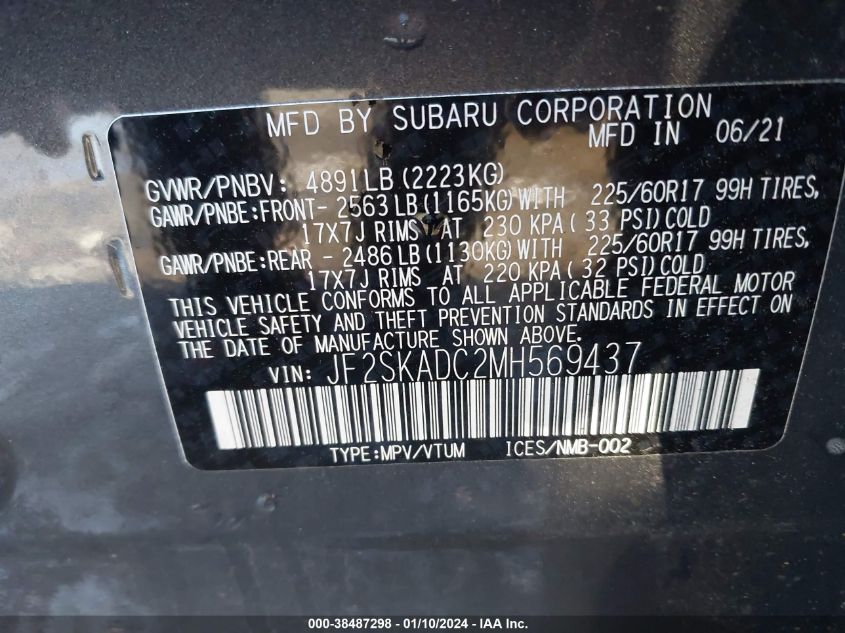 MFD BY SUBARU CORPORATION
MFD IN 06/21
GVWR/PNBV: 4891LB(2223KG)
GAWR/PNBE:FRONT- 2563LB(1165KG)WITH 225/60R17 99H TIRES,
17X7J RIMS AT 230 KPA( 33 PSI)COLD
GAWR/PNBE:REAR - 2486LB(1130KG)WITH 225/60R17 99H TIRES,
17X7J RIMS AT 220 KPA( 32 PSI)COLD
THIS VEHICLE CONFORMS TO ALL APPLICABLE FEDERAL MOTOR
VEHICLE SAFETY AND THEFT PREVENTION STANDARDS IN EFFECT ON
THE DATE OF MANUFACTURE SHOWN ABOVE.
VIN: JF2SKADC2MH569437
TYPE:MPV/VTUM ICES/NMB-002
000-38487298 - 01/10/2024 - IAA Inc.